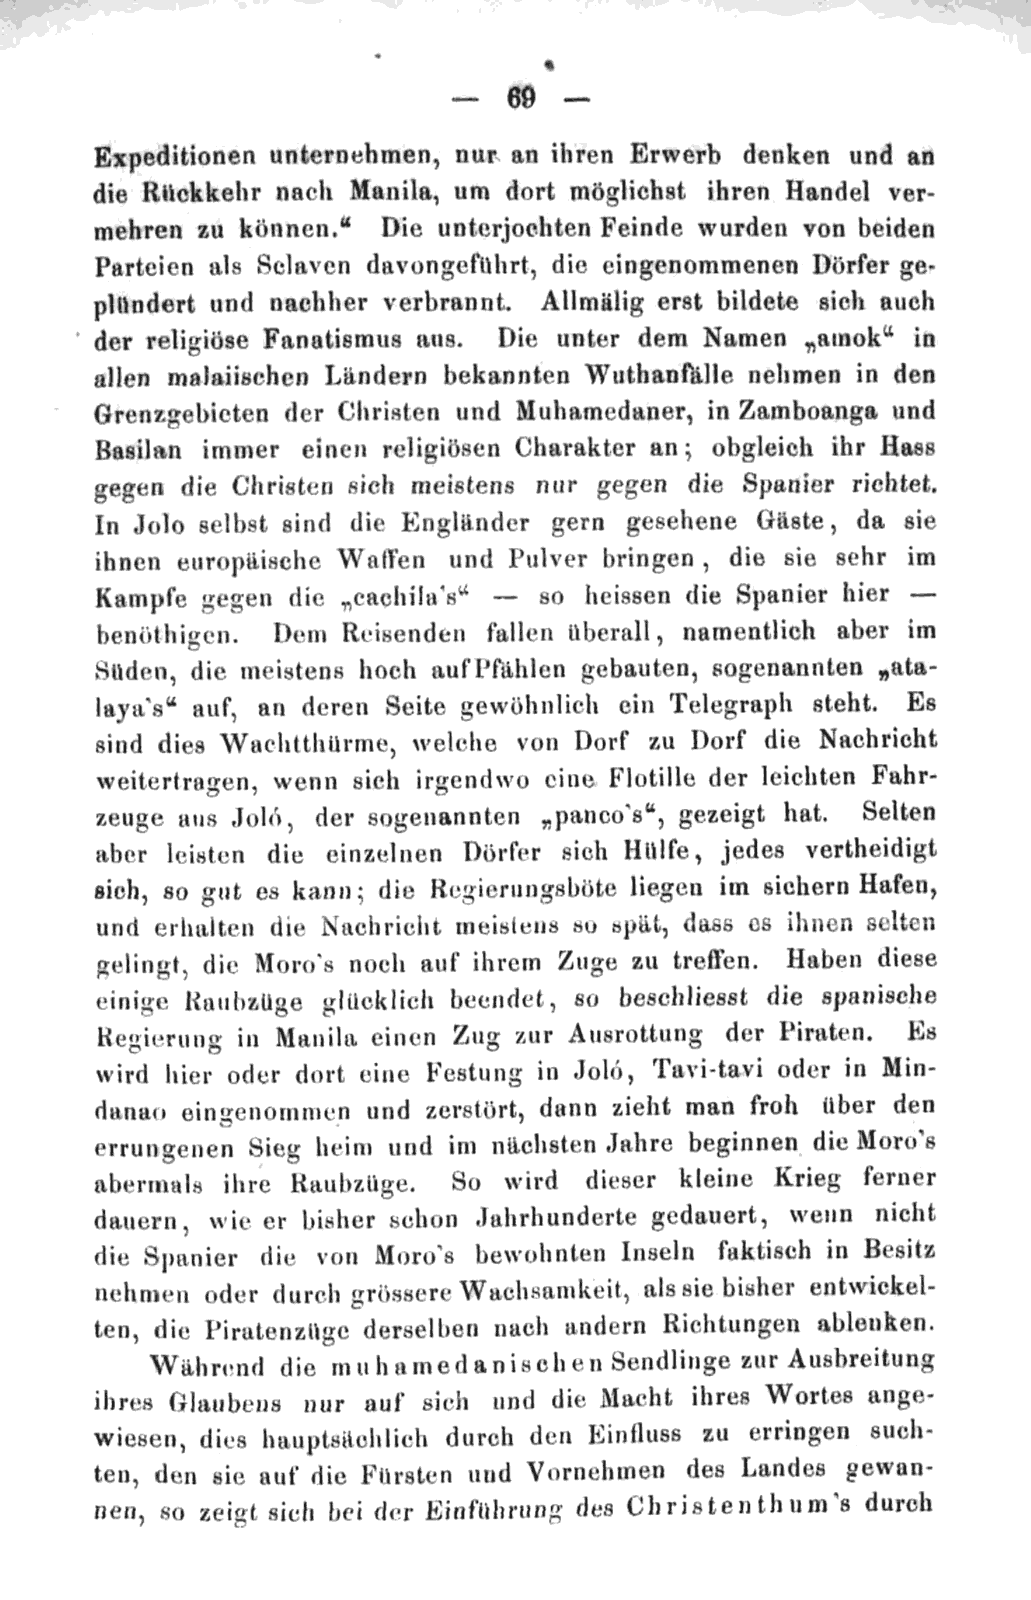 — 69 —
Expeditionen unternehmen, nur an ihren Erwerb denken und an
die Rückkehr nach Manila, um dort möglichst ihren Handel ver-
mehren zu können.“ Die unterjochten Feinde wurden von beiden
Parteien als Sclaven davongeführt, die eingenommenen Dörfer ge-
plündert und nachher verbrannt. Allmälig erst bildete sich auch
der religiöse Fanatismus aus. Die unter dem Namen „amok“ in
allen malaiischen Ländern bekannten Wuthanfälle nehmen in den
Grenzgebieten der Christen und Muhamedaner, in Zamboanga und
Basilan immer einen religiösen Charakter an; obgleich ihr Hass
gegen die Christen sich meistens nur gegen die Spanier richtet.
In Jolo selbst sind die Engländer gern gesehene Gäste, da sie
ihnen europäische Waffen und Pulver bringen, die sie sehr im
Kampfe gegen die „cachila's“ — so heissen die Spanier hier —
benöthigen. Dem Reisenden fallen überall, namentlich aber im
Süden, die meistens hoch auf Pfählen gebauten, sogenannten „ata-
laya's“ auf, an deren Seite gewöhnlich ein Telegraph steht. Es
sind dies Wachtthürme, welche von Dorf zu Dorf die Nachricht
weitertragen, wenn sich irgendwo eine Flotille der leichten Fahr-
zeuge aus Joló, der sogenannten „panco's“, gezeigt hat. Selten
aber leisten die einzelnen Dörfer sich Hülfe, jedes vertheidigt
sich, so gut es kann; die Regierungsböte liegen im sichern Hafen,
und erhalten die Nachricht meistens so spät, dass es ihnen selten
gelingt, die Moro's noch auf ihrem Zuge zu treffen. Haben diese
einige Raubzüge glücklich beendet, so beschliesst die spanische
Regierung in Manila einen Zug zur Ausrottung der Piraten. Es
wird hier oder dort eine Festung in Joló, Tavi-tavi oder in Min-
danao eingenommen und zerstört, dann zieht man froh über den
errungenen Sieg heim und im nächsten Jahre beginnen die Moro's
abermals ihre Raubzüge. So wird dieser kleine Krieg ferner
dauern, wie er bisher schon Jahrhunderte gedauert, wenn nicht
die Spanier die von Moro's bewohnten Inseln faktisch in Besitz
nehmen oder durch grössere Wachsamkeit, als sie bisher entwickel-
ten, die Piratenzüge derselben nach andern Richtungen ablenken.
Während die muhamedanischen Sendlinge zur Ausbreitung
ihres Glaubens nur auf sich und die Macht ihres Wortes ange-
wiesen, dies hauptsächlich durch den Einfluss zu erringen such-
ten, den sie auf die Fürsten und Vornehmen des Landes gewan-
nen, so zeigt sich bei der Einführung des Christenthum's durch